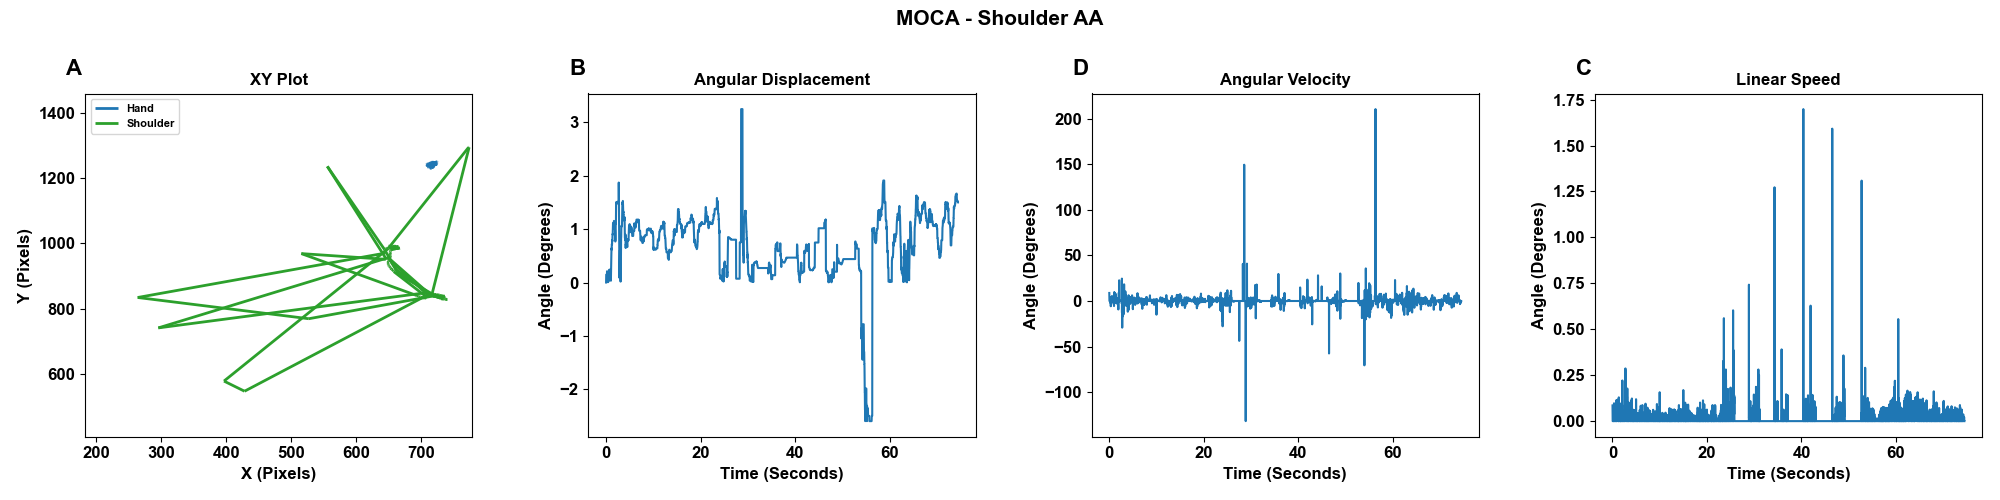 MOCA - Shoulder AA
A
XY Plot
Hand
Shoulder
1400
1200
1000
800
600
Y (Pixels)
200 300 400 500 600 700
X (Pixels)
B
Angular Displacement
3
2
1
0
−1
−2
Angle (Degrees)
0 20 40 60
Time (Seconds)
D
Angular Velocity
200
150
100
50
0
−50
−100
Angle (Degrees)
0 20 40 60
Time (Seconds)
C
Linear Speed
1.75
1.50
1.25
1.00
0.75
0.50
0.25
0.00
Angle (Degrees)
0 20 40 60
Time (Seconds)